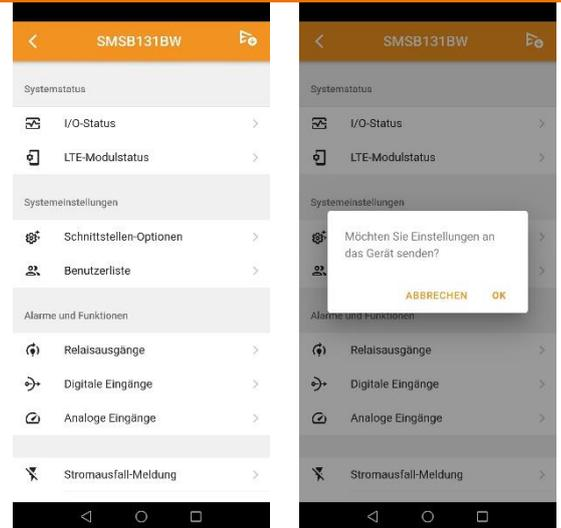 SMSB131BW
Systemstatus
I/O-Status
LTE-Modulstatus
Systemeinstellungen
Schnittstellen-Optionen
Benutzerliste
Alarme und Funktionen
Relaisausgänge
Digitale Eingänge
Analoge Eingänge
Stromausfall-Meldung
SMSB131BW
Systemstatus
I/O-Status
LTE-Modulstatus
Systemeinstellungen
Möchten Sie Einstellungen an
das Gerät senden?
ABBRECHEN OK
Alarme und Funktionen
Relaisausgänge
Digitale Eingänge
Analoge Eingänge
Stromausfall-Meldung